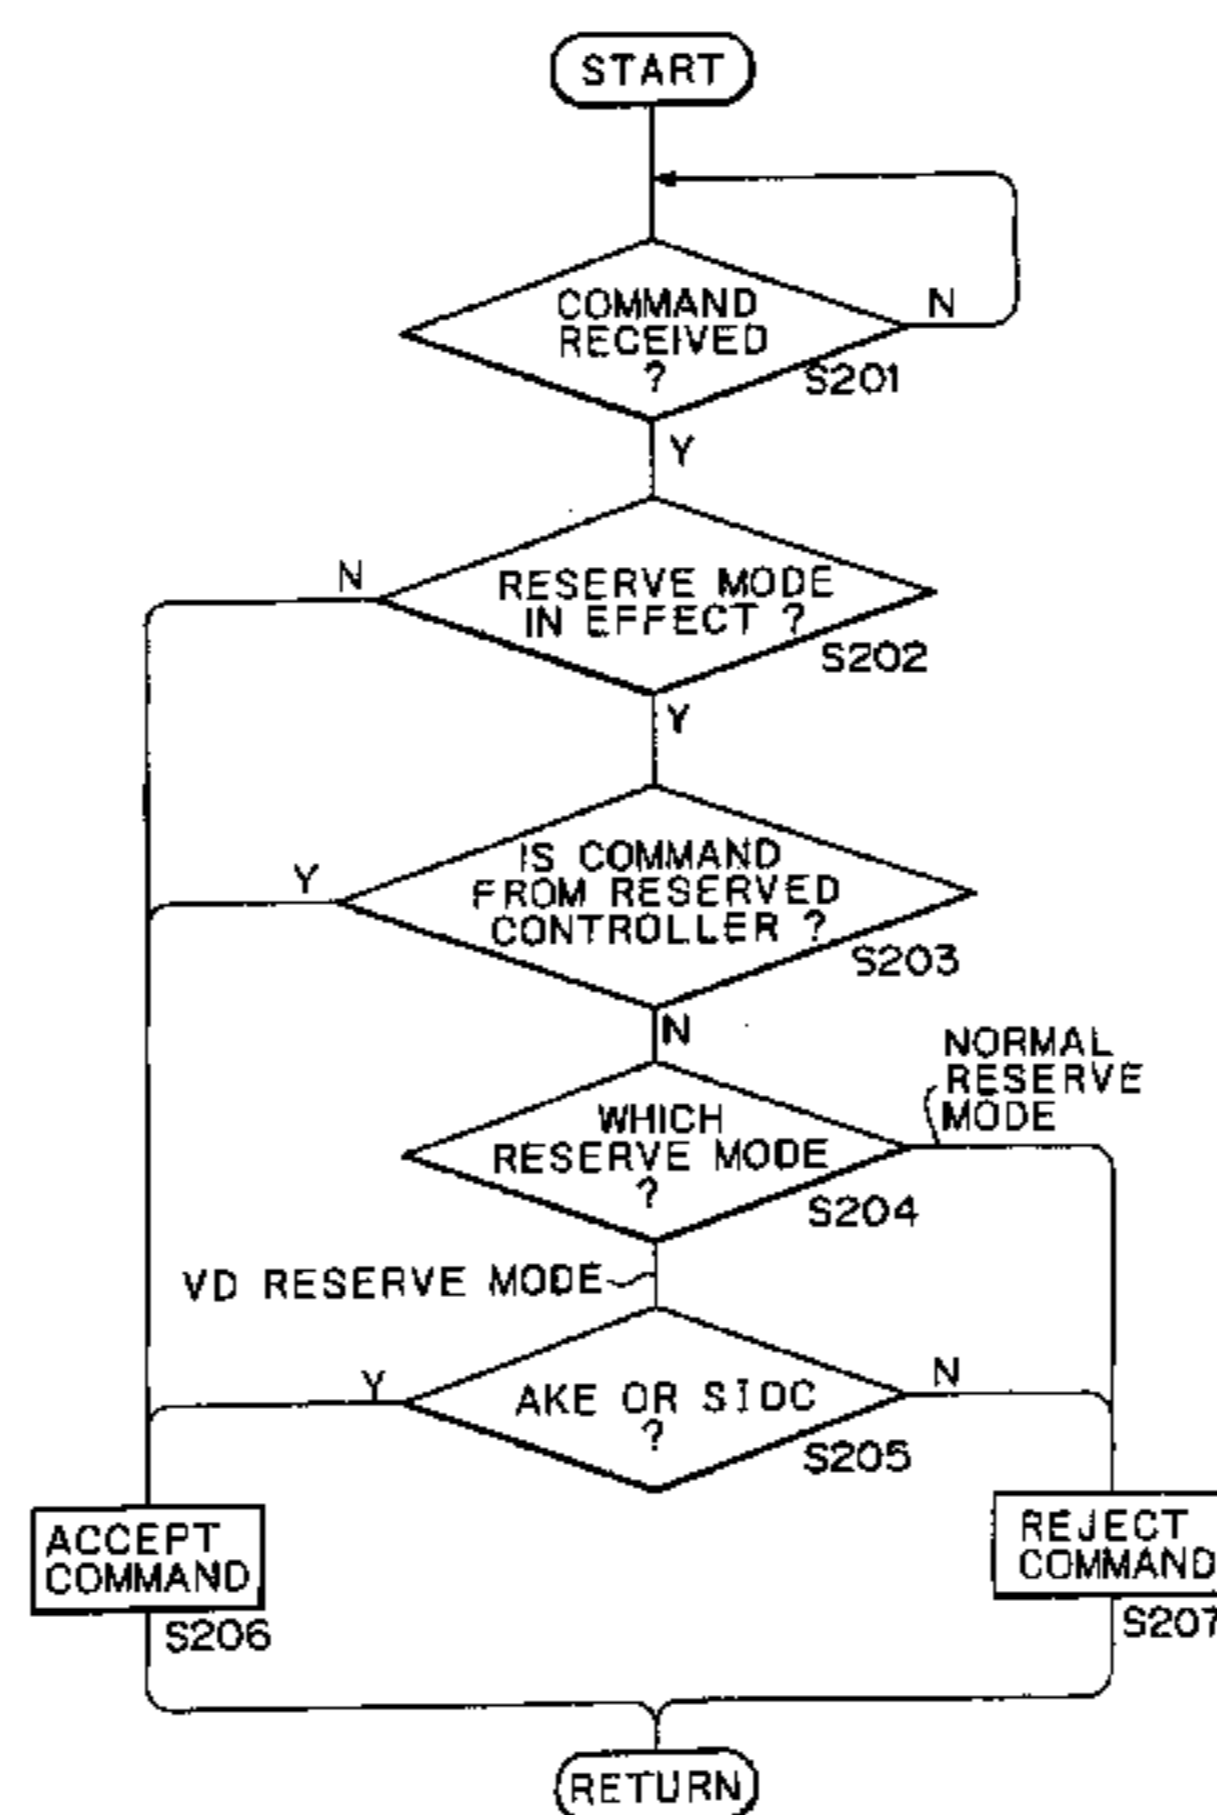 START
COMMAND
RECEIVED
?
N
S201
Y
RESERVE MODE
IN EFFECT ?
N
S202
Y
IS COMMAND
FROM RESERVED
CONTROLLER ?
Y
S203
N
NORMAL
RESERVE
MODE
WHICH
RESERVE MODE
?
S204
VD RESERVE MODE
AKE OR SIDC
?
Y
N
S205
ACCEPT
COMMAND
S206
REJECT
COMMAND
S207
RETURN